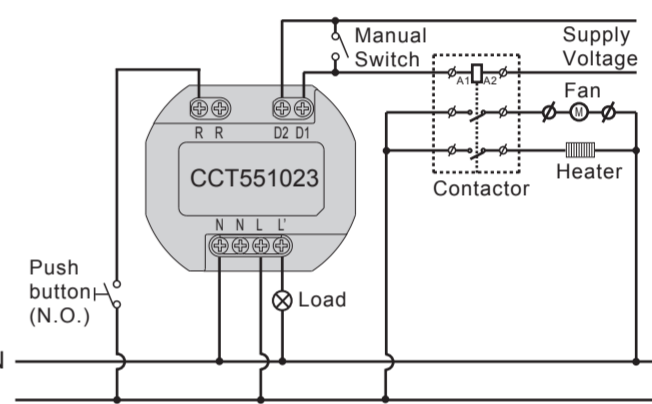 Manual
Switch
Supply
Voltage
A1
A2
Fan
M
R R
D2 D1
CCT551023
Heater
Contactor
N N L L'
Push
button
(N.O.)
Load
N